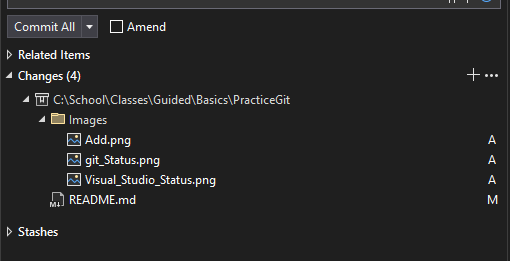 Commit All Amend
Related Items
Changes (4)
C:\School\Classes\Guided\Basics\PracticeGit
Images
Add.png A
git_Status.png A
Visual_Studio_Status.png A
README.md M
Stashes